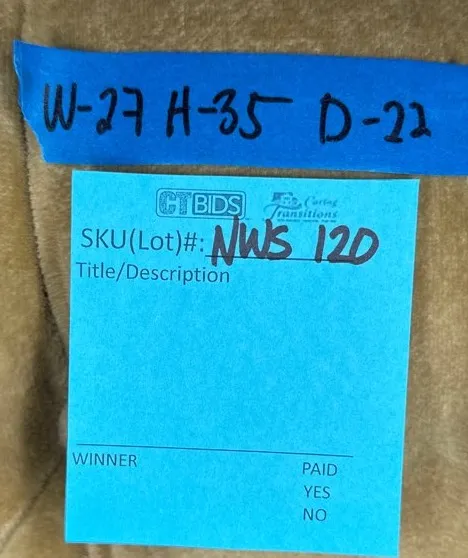 W-27 H-35 D-22
CTBIDS Caring Transitions
SKU(Lot)#: NWS 120
Title/Description
WINNER PAID
YES
NO